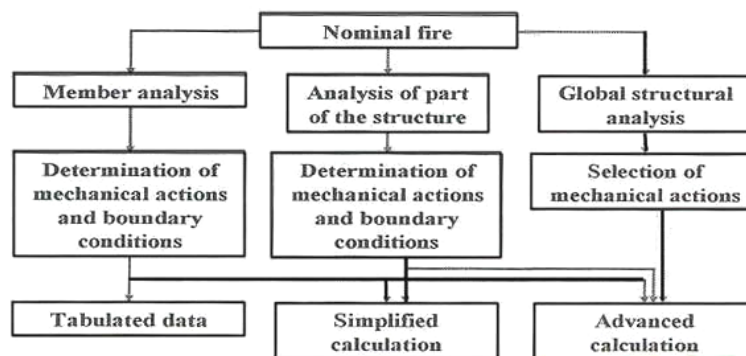 Nominal fire
Member analysis
Analysis of part
of the structure
Global structural
analysis
Determination of
mechanical actions
and boundary
conditions
Determination of
mechanical actions
and boundary
conditions
Selection of
mechanical actions
Tabulated data
Simplified
calculation
Advanced
calculation